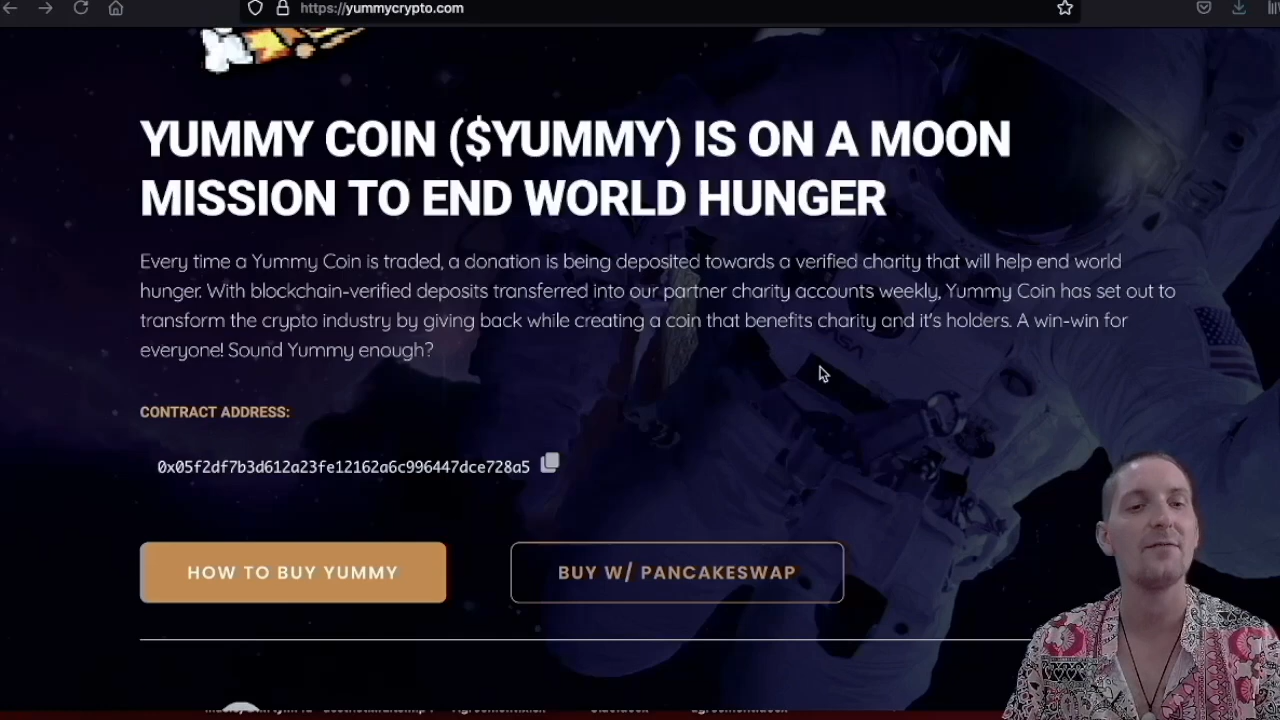 https://yummycrypto.com
YUMMY COIN ($YUMMY) IS ON A MOON
MISSION TO END WORLD HUNGER
Every time a Yummy Coin is traded, a donation is being deposited towards a verified charity that will help end world
hunger. With blockchain-verified deposits transferred into our partner charity accounts weekly, Yummy Coin has set out to
transform the crypto industry by giving back while creating a coin that benefits charity and it's holders. A win-win for
everyone! Sound Yummy enough?
NASA
CONTRACT ADDRESS:
0x05f2df7b3d612a23fe12162a6c996447dce728a5
HOW TO BUY YUMMY
BUY W/ PANCAKESWAP